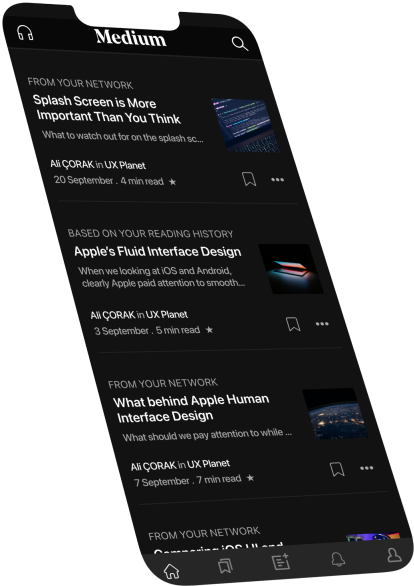 Medium
FROM YOUR NETWORK
Splash Screen is More
Important Than You Think
What to watch out for on the splash sc...
Ali ÇORAK in UX Planet
20 September . 4 min read ★
BASED ON YOUR READING HISTORY
Apple's Fluid Interface Design
When we looking at iOS and Android,
clearly Apple paid attention to smooth...
Ali ÇORAK in UX Planet
3 September . 5 min read ★
FROM YOUR NETWORK
What behind Apple Human
Interface Design
What should we pay attention to while ...
Ali ÇORAK in UX Planet
7 September . 7 min read ★
FROM YOUR NETWORK
Comparing iOS UI and